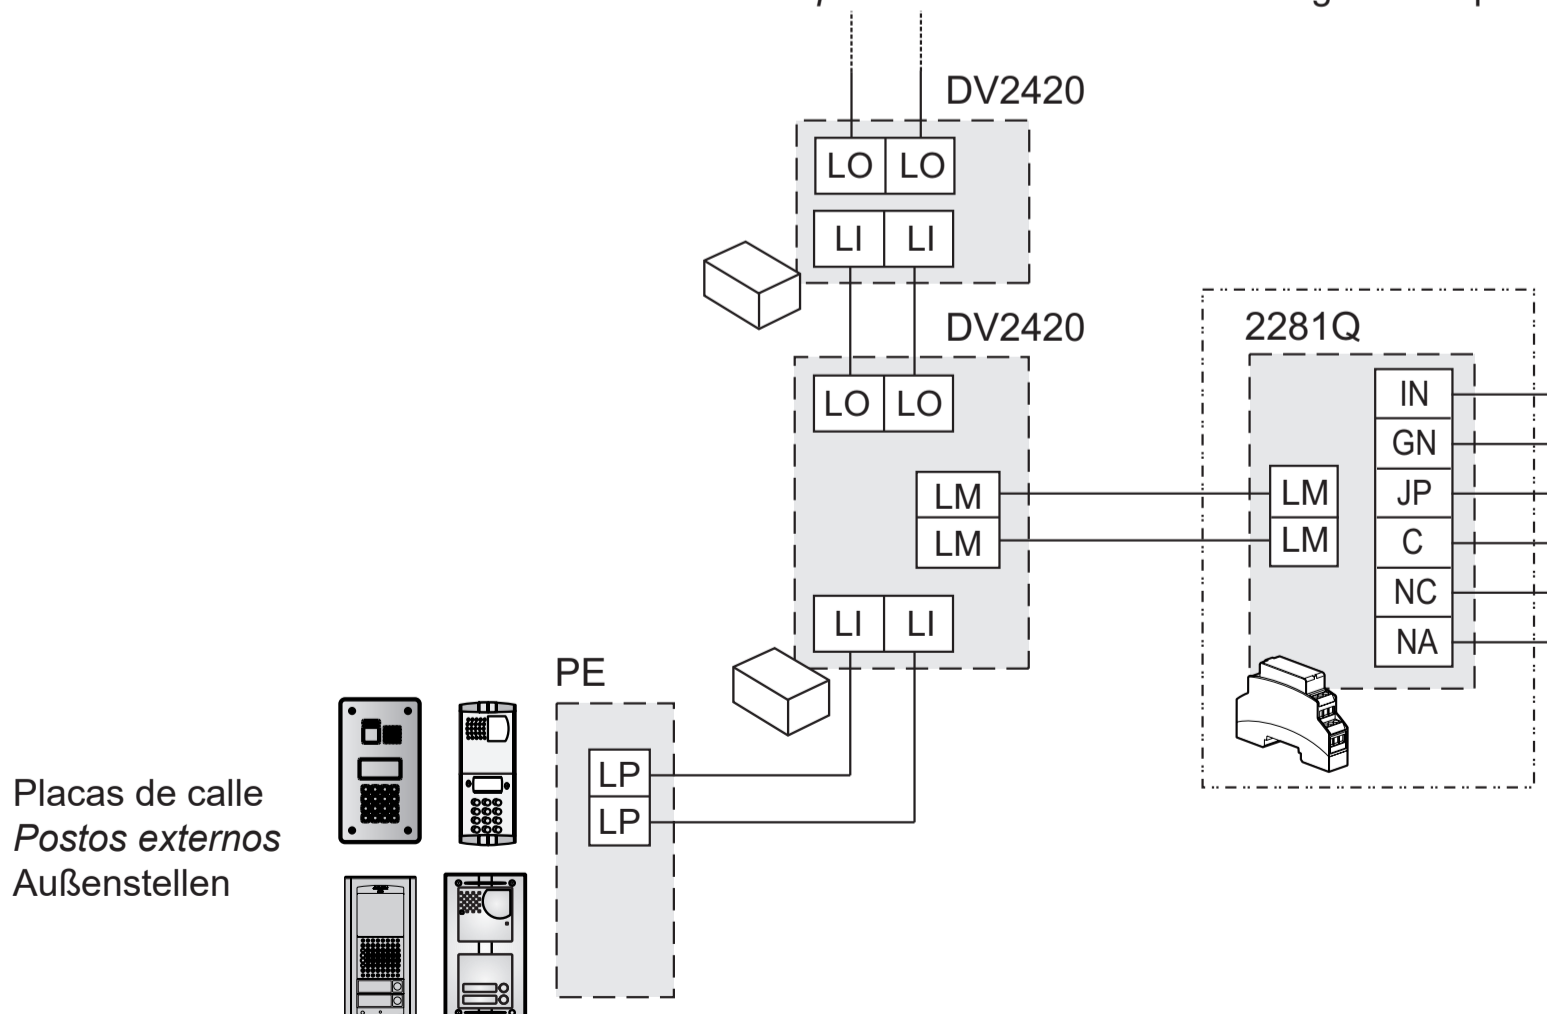 DV2420
LO LO
LI LI
DV2420
2281Q
LO LO
IN
GN
LM
LM
JP
LM
LM
C
NC
LI LI
NA
PE
LP
LP
Placas de calle
Postos externos
Außenstellen